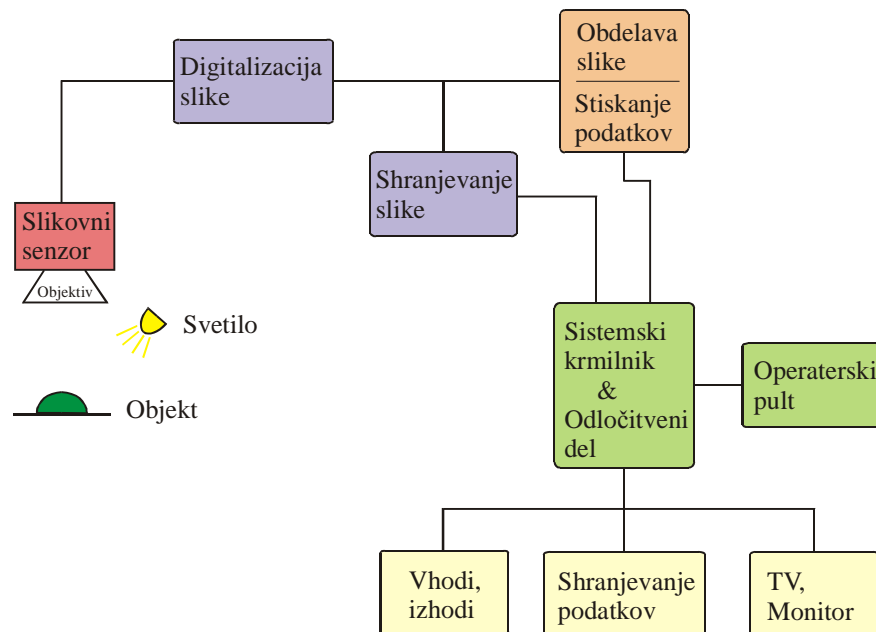 Digitalizacija
slike
Obdelava
slike
Stiskanje
podatkov
Shranjevanje
slike
Slikovni
senzor
Objektiv
Svetilo
Objekt
Sistemski
krmilnik
&
Odločitveni
del
Operaterski
pult
Vhodi,
izhodi
Shranjevanje
podatkov
TV,
Monitor